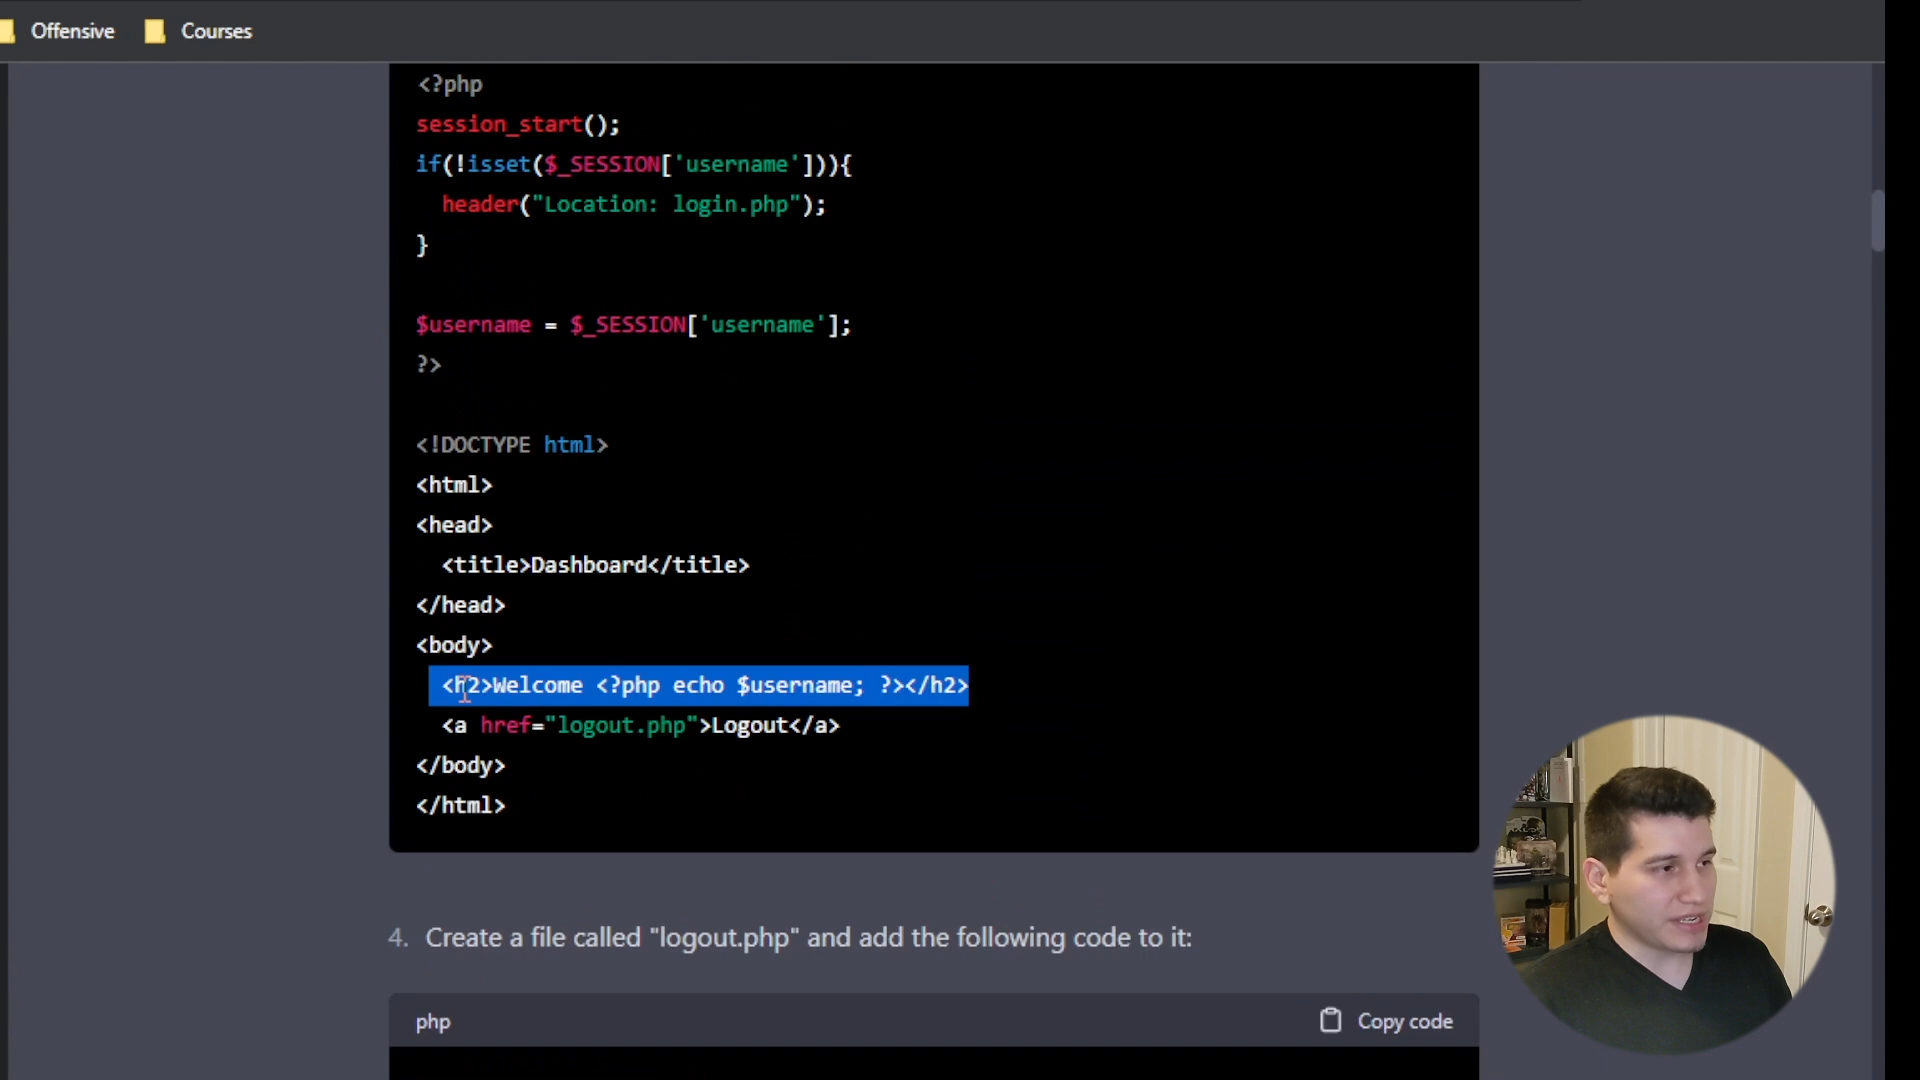 Offensive Courses
<?php
session_start();
if(!isset($_SESSION['username'])){
header("Location: login.php");
}
$username = $_SESSION['username'];
?>
<!DOCTYPE html>
<html>
<head>
<title>Dashboard</title>
</head>
<body>
<h2>Welcome <?php echo $username; ?></h2>
<a href="logout.php">Logout</a>
</body>
</html>
4. Create a file called "logout.php" and add the following code to it:
php Copy code